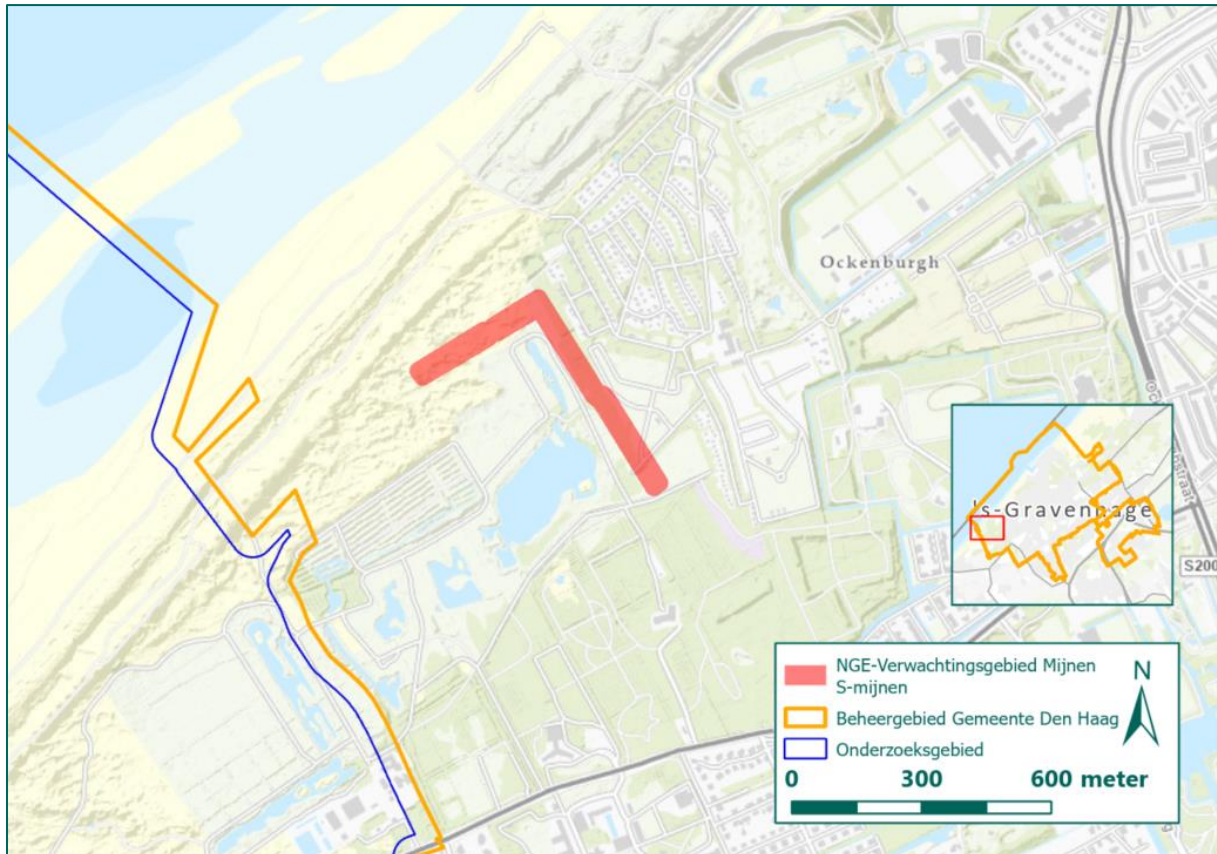 Ockenburgh
's-Gravenhage
S200
NGE-Verwachtingsgebied Mijnen
S-mijnen
N
Beheergebied Gemeente Den Haag
Onderzoeksgebied
0 300 600 meter